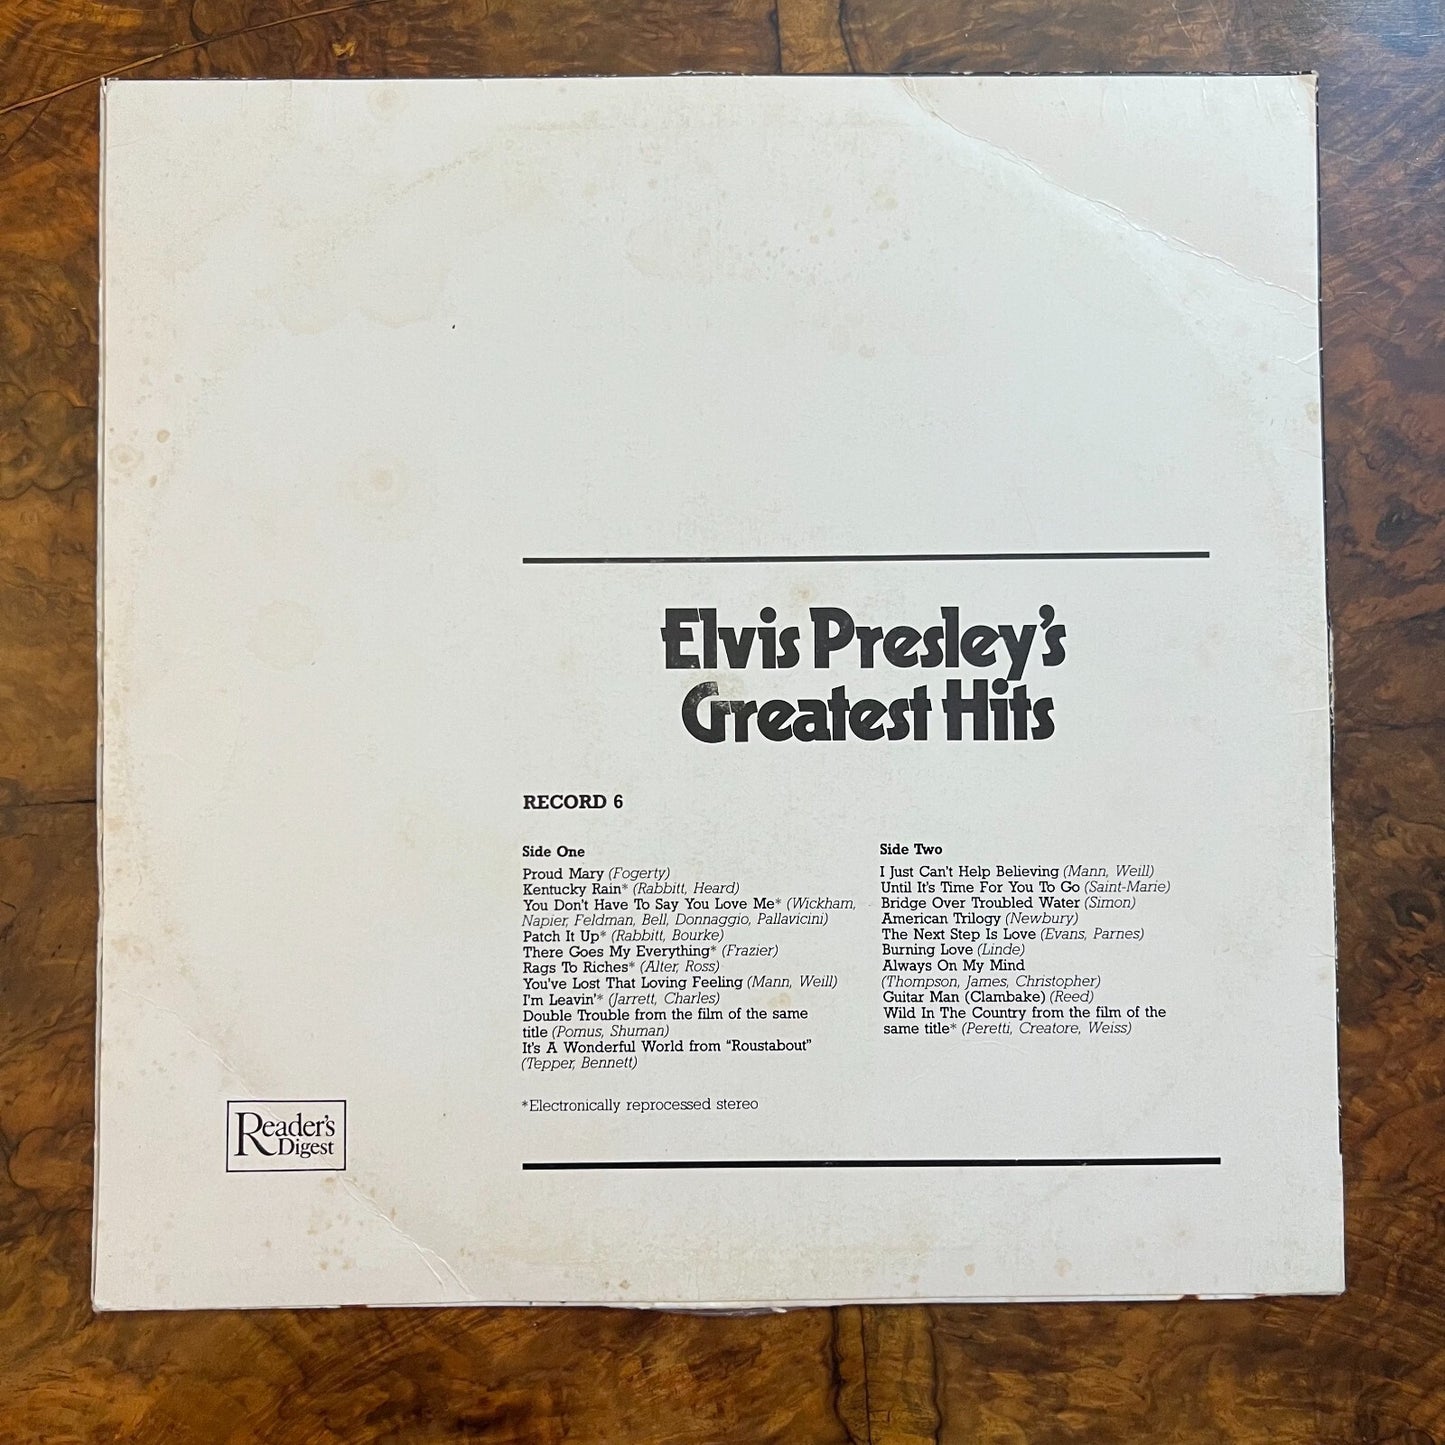 Elvis Presley's
Greatest Hits
RECORD 6
Side One
Proud Mary (Fogerty)
Kentucky Rain* (Rabbitt, Heard)
You Don't Have To Say You Love Me* (Wickham,
Napier, Feldman, Bell, Donnaggio, Pallavicini)
Patch It Up* (Rabbitt, Bourke)
There Goes My Everything* (Frazier)
Rags To Riches* (Alter, Ross)
You've Lost That Loving Feeling (Mann, Weill)
I'm Leavin'* (Jarrett, Charles)
Double Trouble from the film of the same
title (Pomus, Shuman)
It's A Wonderful World from "Roustabout"
(Tepper, Bennett)
*Electronically reprocessed stereo
Side Two
I Just Can't Help Believing (Mann, Weill)
Until It's Time For You To Go (Saint-Marie)
Bridge Over Troubled Water (Simon)
American Trilogy (Newbury)
The Next Step Is Love (Evans, Parnes)
Burning Love (Linde)
Always On My Mind
(Thompson, James, Christopher)
Guitar Man (Clambake) (Reed)
Wild In The Country from the film of the
same title* (Peretti, Creatore, Weiss)
Reader's
Digest